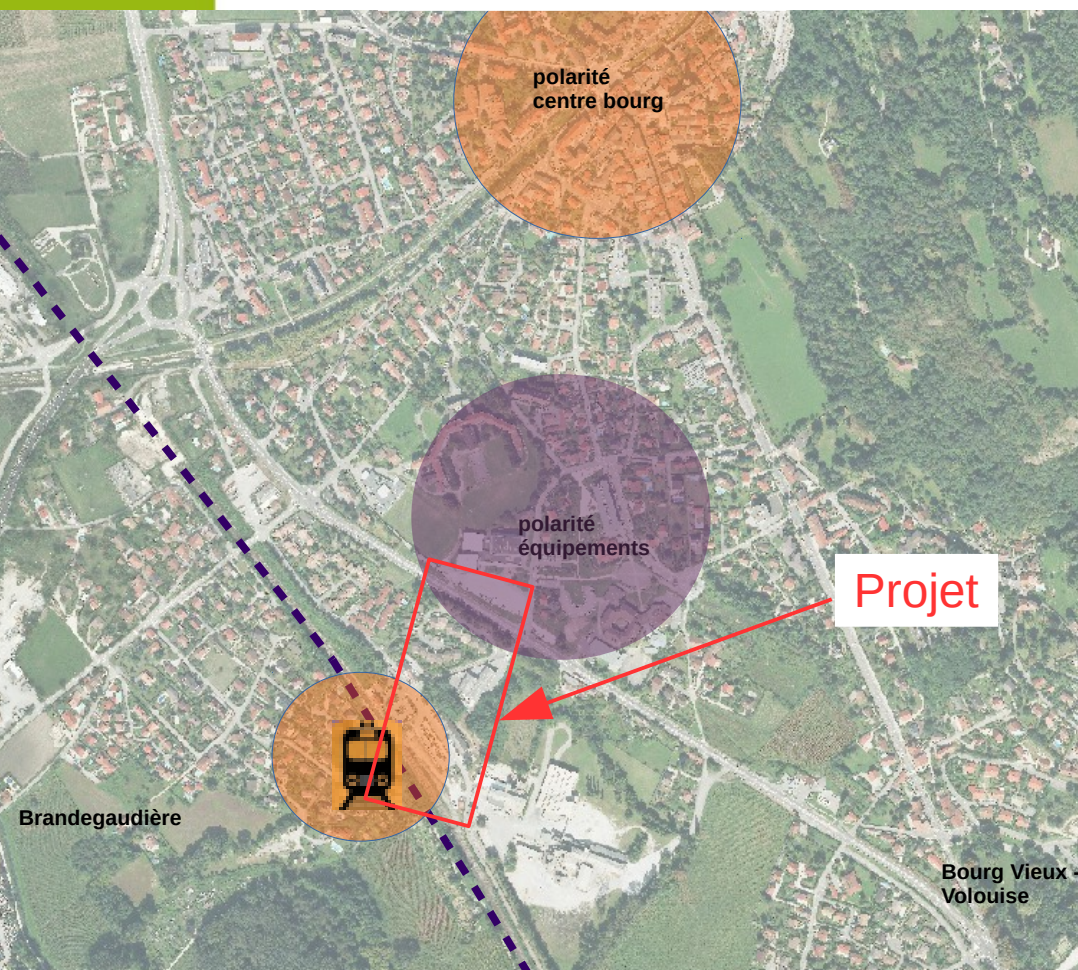 polarité
centre bourg
polarité
équipements
Projet
Brandegaudière
Bourg Vieux -
Volouise